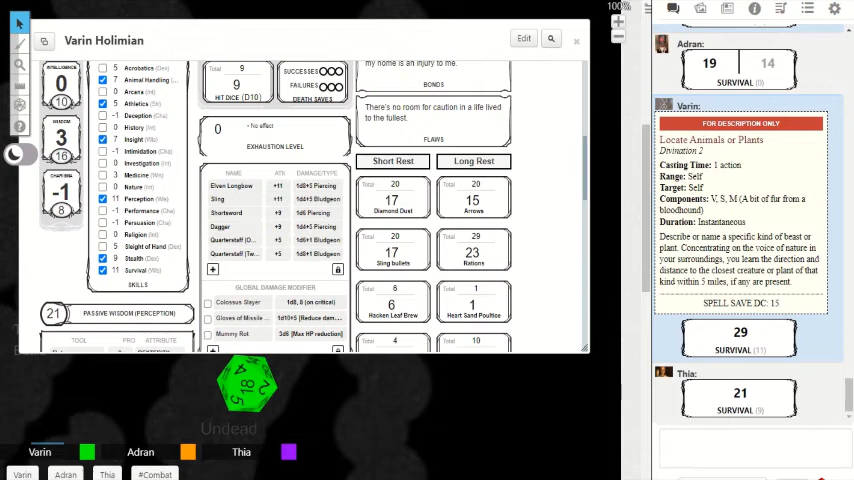 Varin Holimian
Edit
100%
INTELLIGENCE
0
10
WISDOM
3
16
CHARISMA
-1
8
5 Acrobatics (Dex)
7 Animal Handling (...
0 Arcana (Int)
5 Athletics (Str)
-1 Deception (Cha)
0 History (Int)
7 Insight (Wis)
-1 Intimidation (Cha)
0 Investigation (Int)
3 Medicine (Wis)
0 Nature (Int)
11 Perception (Wis)
-1 Performance (Cha)
-1 Persuasion (Cha)
0 Religion (Int)
5 Sleight of Hand (Dex)
9 Stealth (Dex)
11 Survival (Wis)
SKILLS
21 PASSIVE WISDOM (PERCEPTION)
TOOL PRO ATTRIBUTE
Total 9
9
HIT DICE (D10)
SUCCESSES
FAILURES
DEATH SAVES
0 • No effect
EXHAUSTION LEVEL
NAME ATK DAMAGE/TYPE
Elven Longbow +11 1d8+5 Piercing
Sling +11 1d4+5 Bludgeon
Shortsword +9 1d6 Piercing
Dagger +9 1d4+5 Piercing
Quarterstaff (O... +5 1d6+1 Bludgeon
Quarterstaff (Tw... +5 1d8+1 Bludgeon
GLOBAL DAMAGE MODIFIER
Colossus Slayer 1d8, 8 (on critical)
Gloves of Missile ... 1d10+5 [Reduce dam...
Mummy Rot 3d6 [Max HP reduction]
my home is an injury to me.
BONDS
There's no room for caution in a life lived
to the fullest.
FLAWS
Short Rest Long Rest
Total 20
17
Diamond Dust
Total 20
15
Arrows
Total 20
17
Sling bullets
Total 29
23
Rations
Total 6
6
Hacken Leaf Brew
Total 1
1
Heart Sand Poultice
Total 4
Total 10
18
2
4
5
Undead
Varin Adran Thia
Varin Adran Thia #Combat
Adran:
19 14
SURVIVAL (0)
Varin:
FOR DESCRIPTION ONLY
Locate Animals or Plants
Divination 2
Casting Time: 1 action
Range: Self
Target: Self
Components: V, S, M (A bit of fur from a
bloodhound)
Duration: Instantaneous
Describe or name a specific kind of beast or
plant. Concentrating on the voice of nature in
your surroundings, you learn the direction and
distance to the closest creature or plant of that
kind within 5 miles, if any are present.
SPELL SAVE DC: 15
29
SURVIVAL (11)
Thia:
21
SURVIVAL (9)